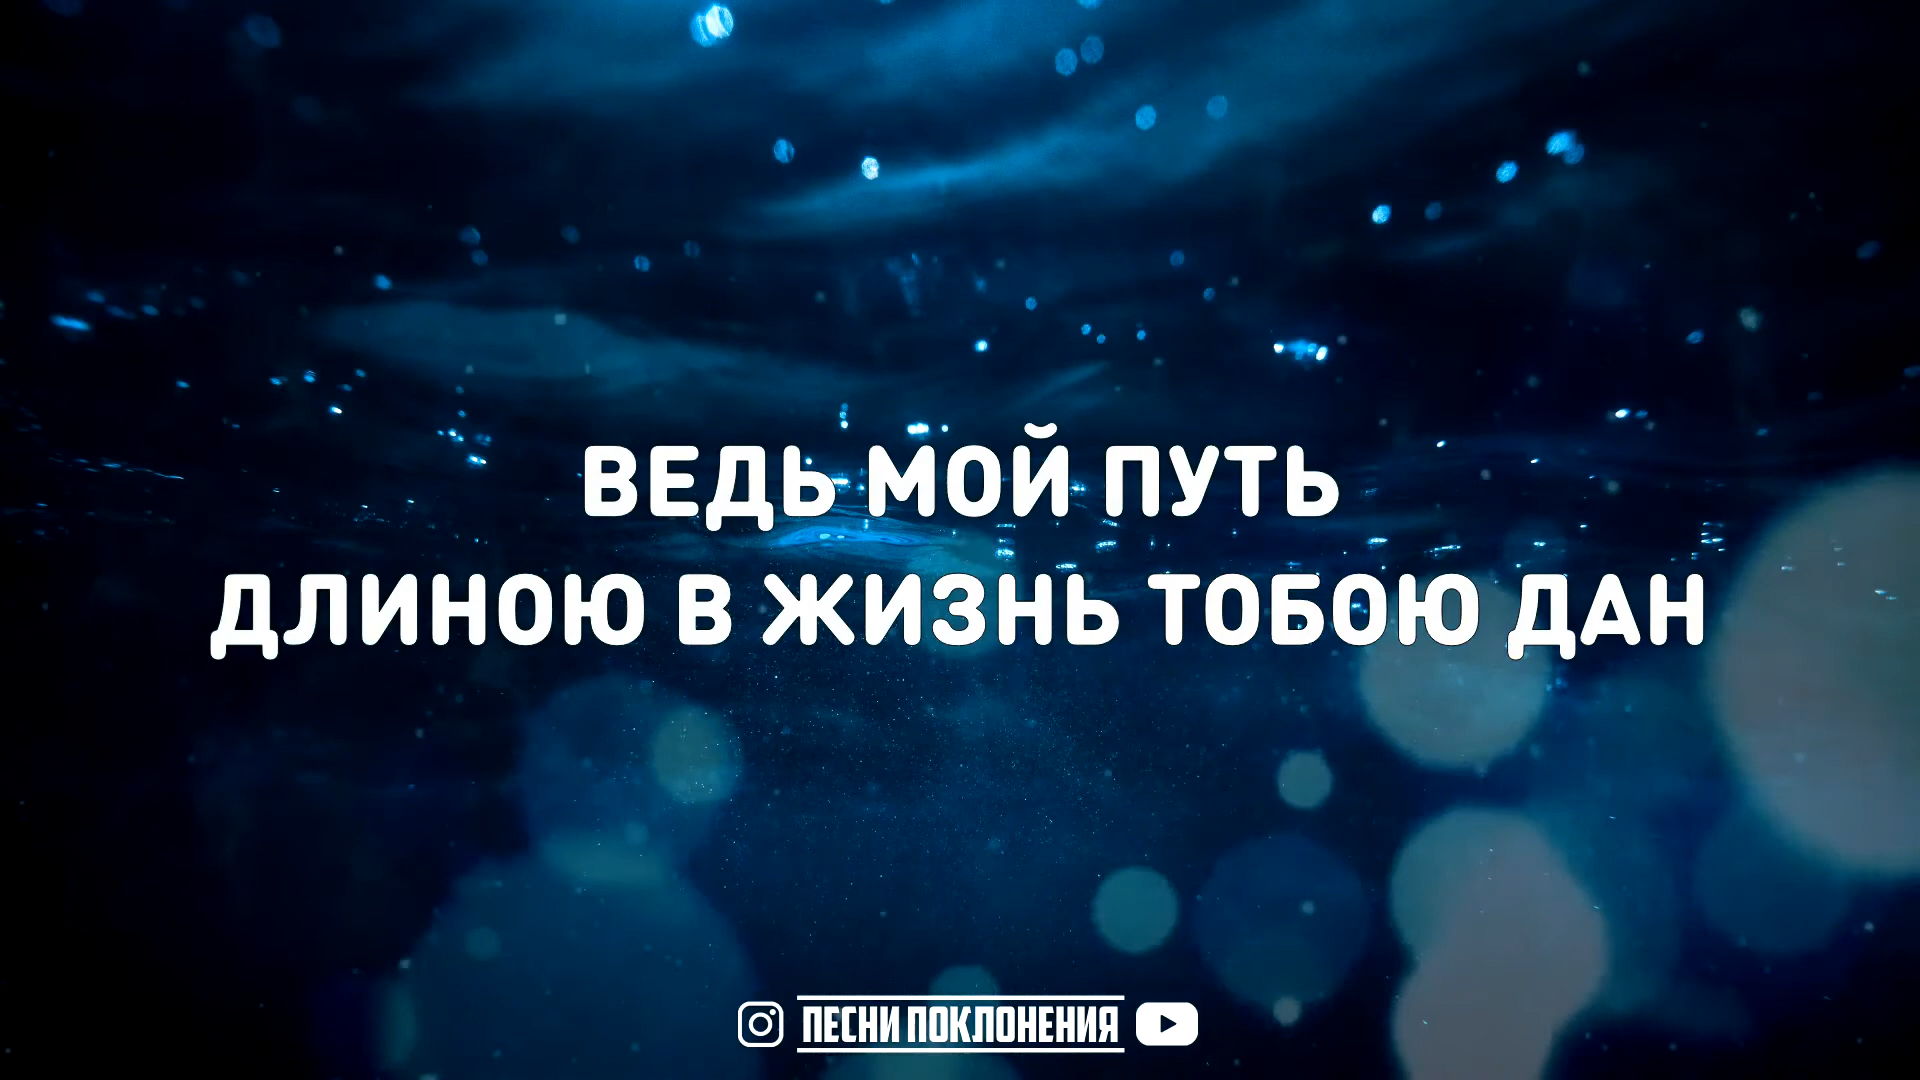 ВЕДЬ МОЙ ПУТЬ
ДЛИНОЮ В ЖИЗНЬ ТОБОЮ ДАН
ПЕСНИ ПОКЛОНЕНИЯ